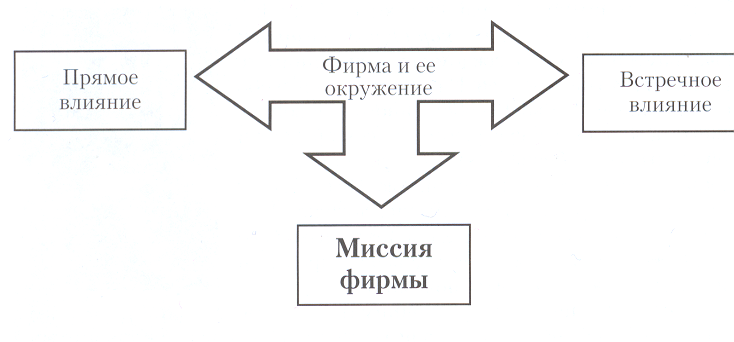 Прямое
влияние
Фирма и ее
окружение
Встречное
влияние
Миссия
фирмы